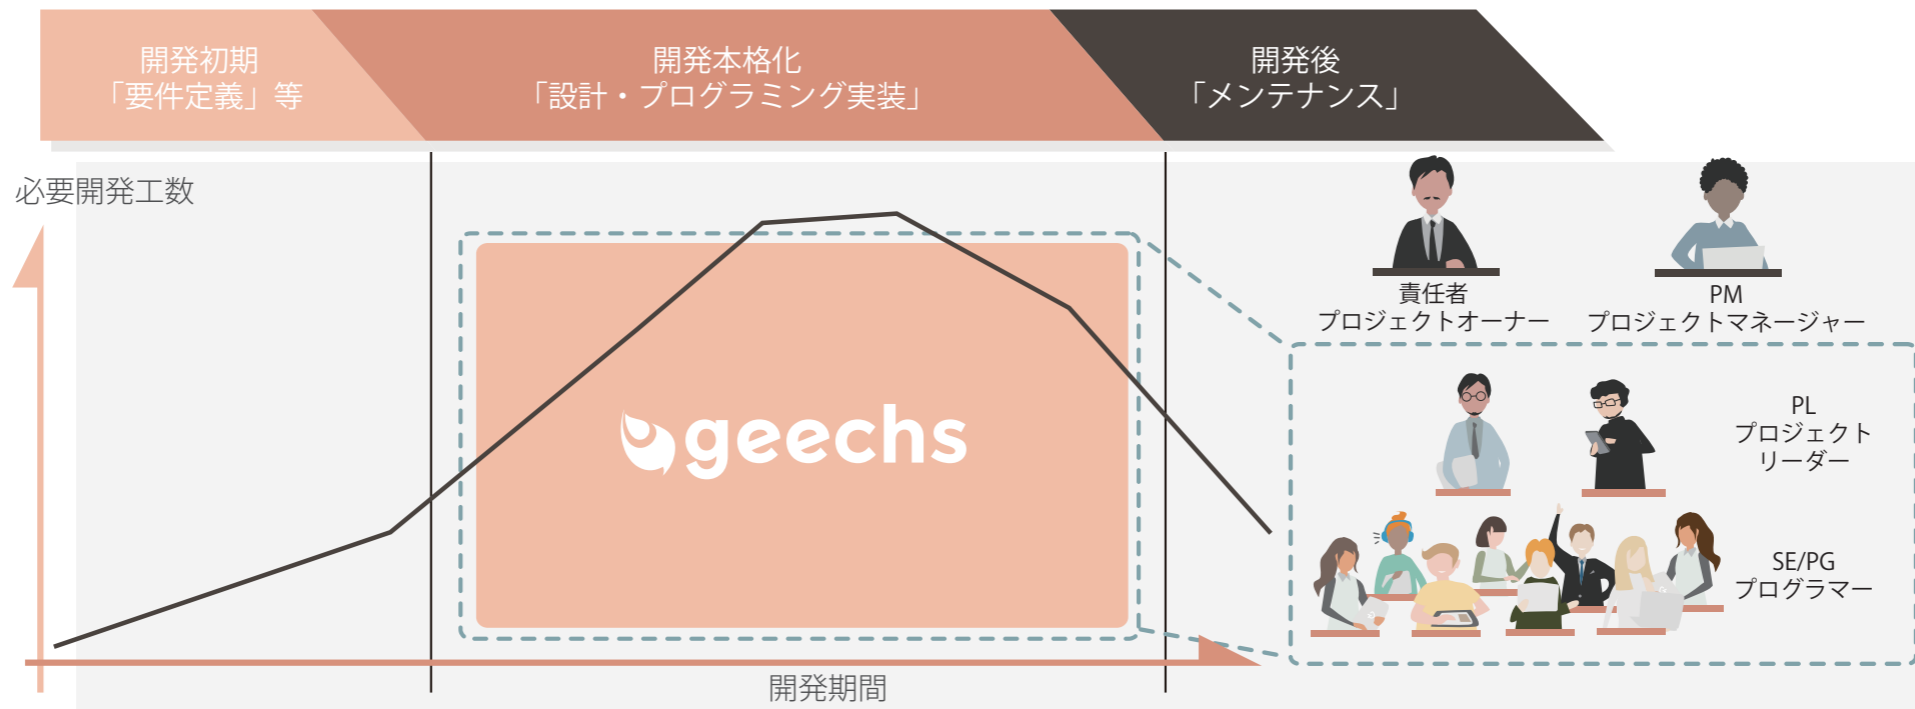 開発初期
「要件定義」等
開発本格化
「設計・プログラミング実装」
開発後
「メンテナンス」
必要開発工数
geechs
開発期間
責任者
プロジェクトオーナー
PM
プロジェクトマネージャー
PL
プロジェクト
リーダー
SE/PG
プログラマー